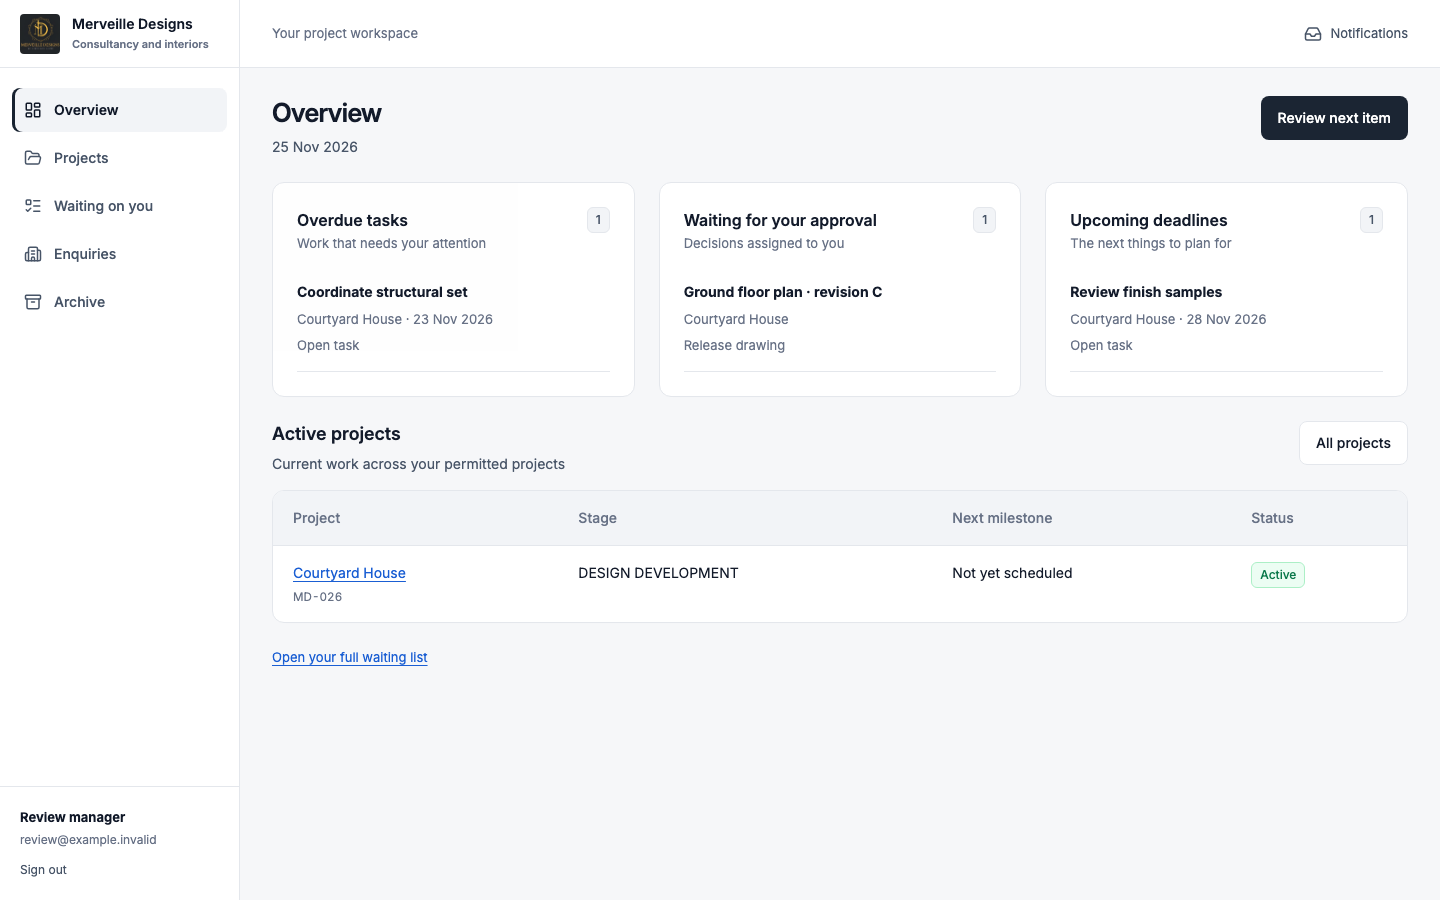 Merveille Designs
Consultancy and interiors
Your project workspace
Notifications
Overview
Projects
Waiting on you
Enquiries
Archive
Overview
25 Nov 2026
Review next item
Overdue tasks
1
Work that needs your attention
Coordinate structural set
Courtyard House · 23 Nov 2026
Open task
Waiting for your approval
1
Decisions assigned to you
Ground floor plan · revision C
Courtyard House
Release drawing
Upcoming deadlines
1
The next things to plan for
Review finish samples
Courtyard House · 28 Nov 2026
Open task
Active projects
Current work across your permitted projects
All projects
Project Stage Next milestone Status
Courtyard House DESIGN DEVELOPMENT Not yet scheduled Active
MD-026
Open your full waiting list
Review manager
review@example.invalid
Sign out